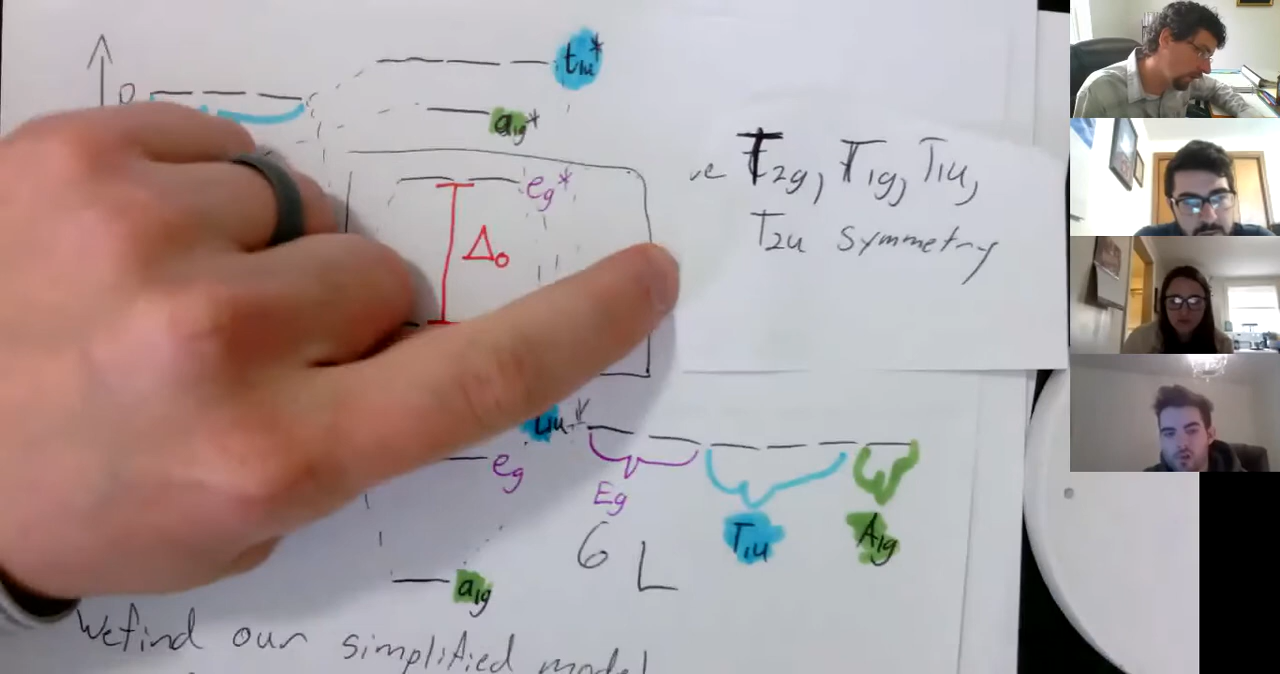 t1u*
p
a1g*
eg*
Δo
T2g, T1g, T1u,
T2u symmetry
eg
Eg
T1u
A1g
6 L
a1g
We find our simplified model